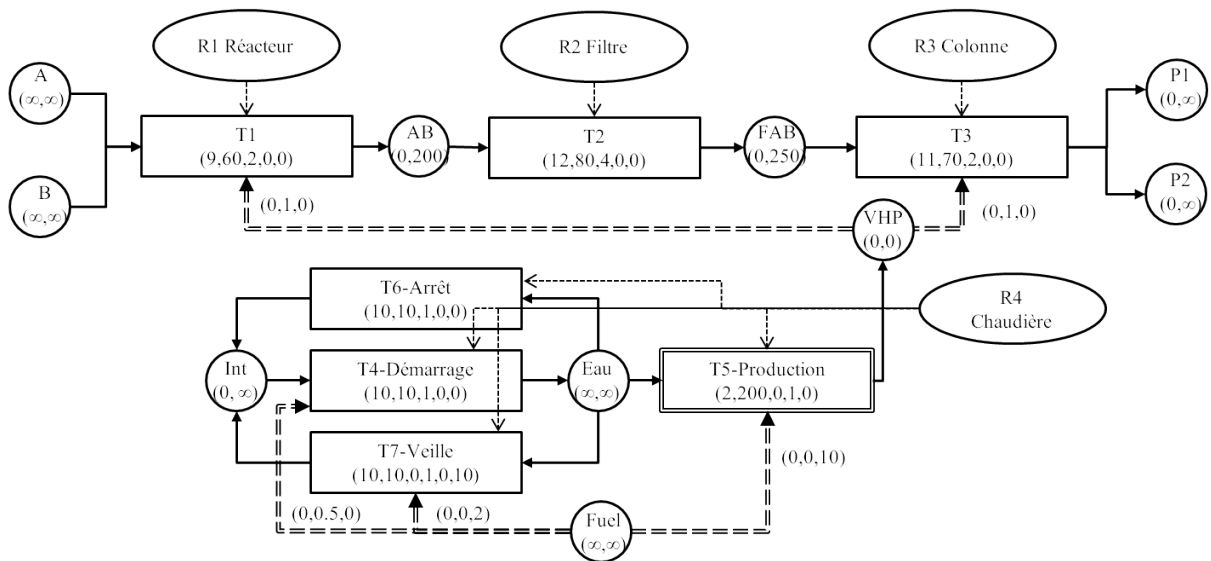 R1 Réacteur
R2 Filtre
R3 Colonne
A
(∞,∞)
B
(∞,∞)
T1
(9,60,2,0,0)
AB
(0,200)
T2
(12,80,4,0,0)
FAB
(0,250)
T3
(11,70,2,0,0)
P1
(0,∞)
P2
(0,∞)
(0,1,0)
VHP
(0,0)
(0,1,0)
T6-Arrêt
(10,10,1,0,0)
R4
Chaudière
Int
(0, ∞)
T4-Démarrage
(10,10,1,0,0)
Eau
(∞,∞)
T5-Production
(2,200,0,1,0)
T7-Veille
(10,10,0,1,0,10)
(0,0,10)
(0,0.5,0)
(0,0,2)
Fuel
(∞,∞)